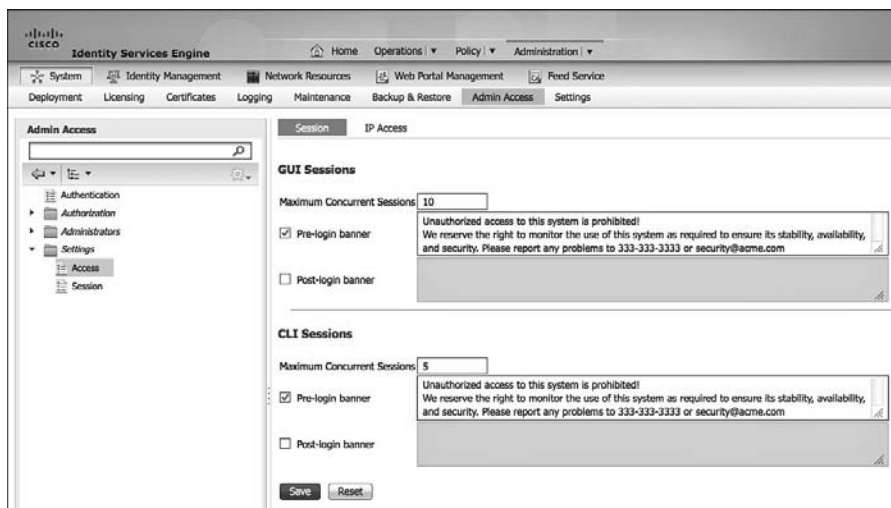 CISCO
Identity Services Engine
Home Operations Policy Administration
System Identity Management Network Resources Web Portal Management Feed Service
Deployment Licensing Certificates Logging Maintenance Backup & Restore Admin Access Settings
Admin Access
Authentication
Authorization
Administrators
Settings
Access
Session
Session IP Access
GUI Sessions
Maximum Concurrent Sessions 10
Pre-login banner
Unauthorized access to this system is prohibited!
We reserve the right to monitor the use of this system as required to ensure its stability, availability,
and security. Please report any problems to 333-333-3333 or security@acme.com
Post-login banner
CLI Sessions
Maximum Concurrent Sessions 5
Pre-login banner
Unauthorized access to this system is prohibited!
We reserve the right to monitor the use of this system as required to ensure its stability, availability,
and security. Please report any problems to 333-333-3333 or security@acme.com
Post-login banner
Save Reset